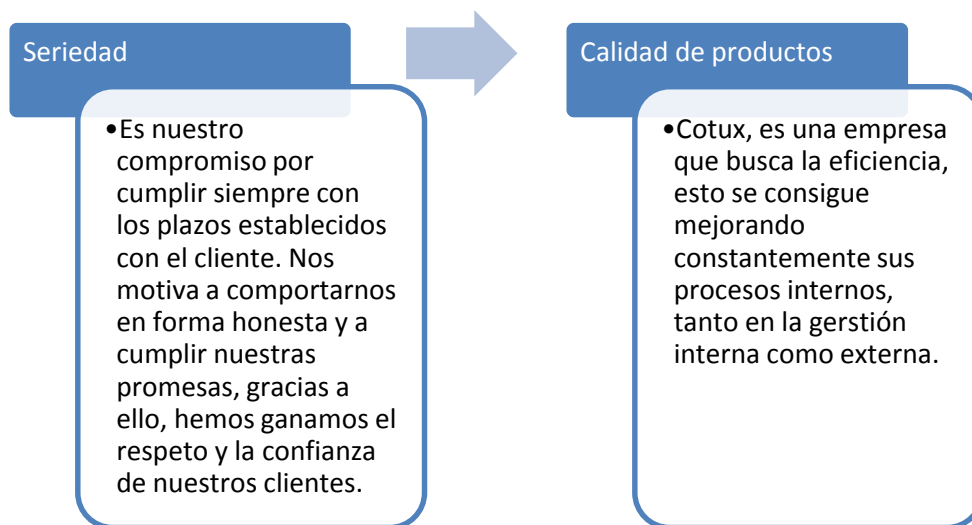 Seriedad
•Es nuestro
compromiso por
cumplir siempre con
los plazos establecidos
con el cliente. Nos
motiva a comportarnos
en forma honesta y a
cumplir nuestras
promesas, gracias a
ello, hemos ganamos el
respeto y la confianza
de nuestros clientes.
Calidad de productos
•Cotux, es una empresa
que busca la eficiencia,
esto se consigue
mejorando
constantemente sus
procesos internos,
tanto en la gerstión
interna como externa.